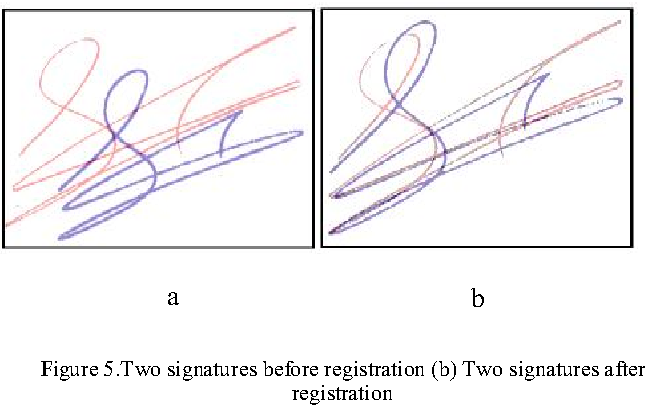 a
b
Figure 5.Two signatures before registration (b) Two signatures after
registration